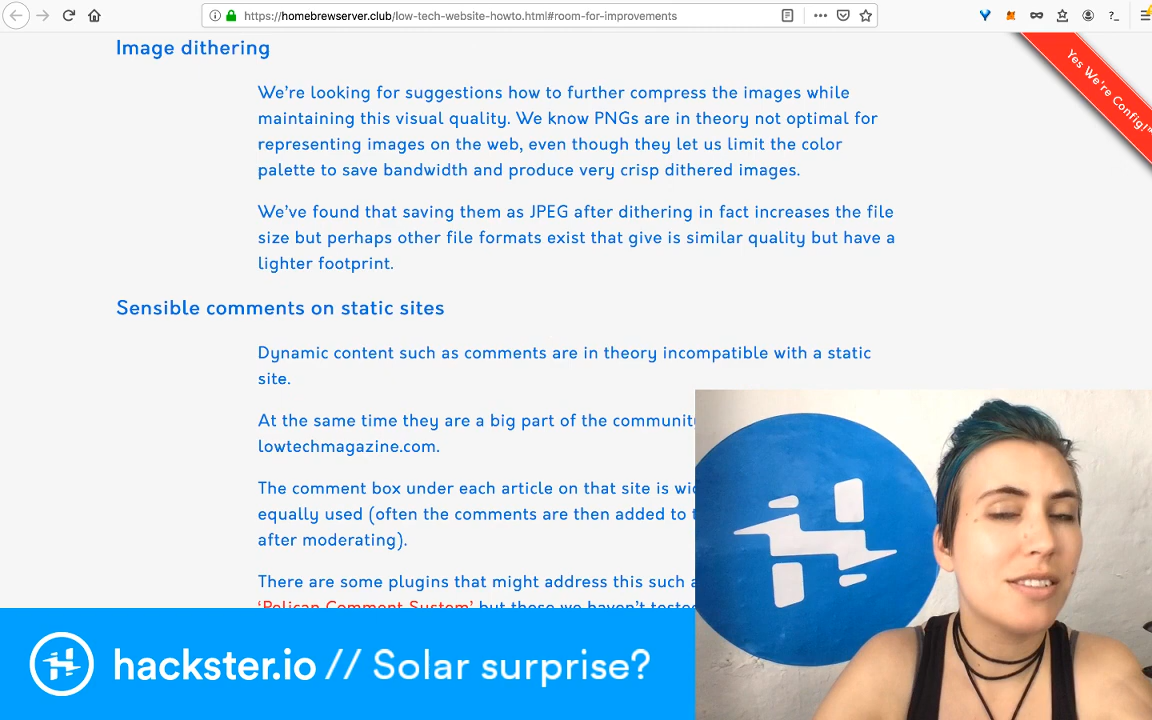 https://homebrewserver.club/low-tech-website-howto.html#room-for-improvements
Yes We're Config!™
Image dithering
We're looking for suggestions how to further compress the images while
maintaining this visual quality. We know PNGs are in theory not optimal for
representing images on the web, even though they let us limit the color
palette to save bandwidth and produce very crisp dithered images.
We've found that saving them as JPEG after dithering in fact increases the file
size but perhaps other file formats exist that give is similar quality but have a
lighter footprint.
Sensible comments on static sites
Dynamic content such as comments are in theory incompatible with a static
site.
At the same time they are a big part of the
lowtechmagazine.com.
The comment box under each article on that site is
equally used (often the comments are then added to
after moderating).
There are some plugins that might address this such
'Pelican Comment System' but these we haven't
hackster.io // Solar surprise?